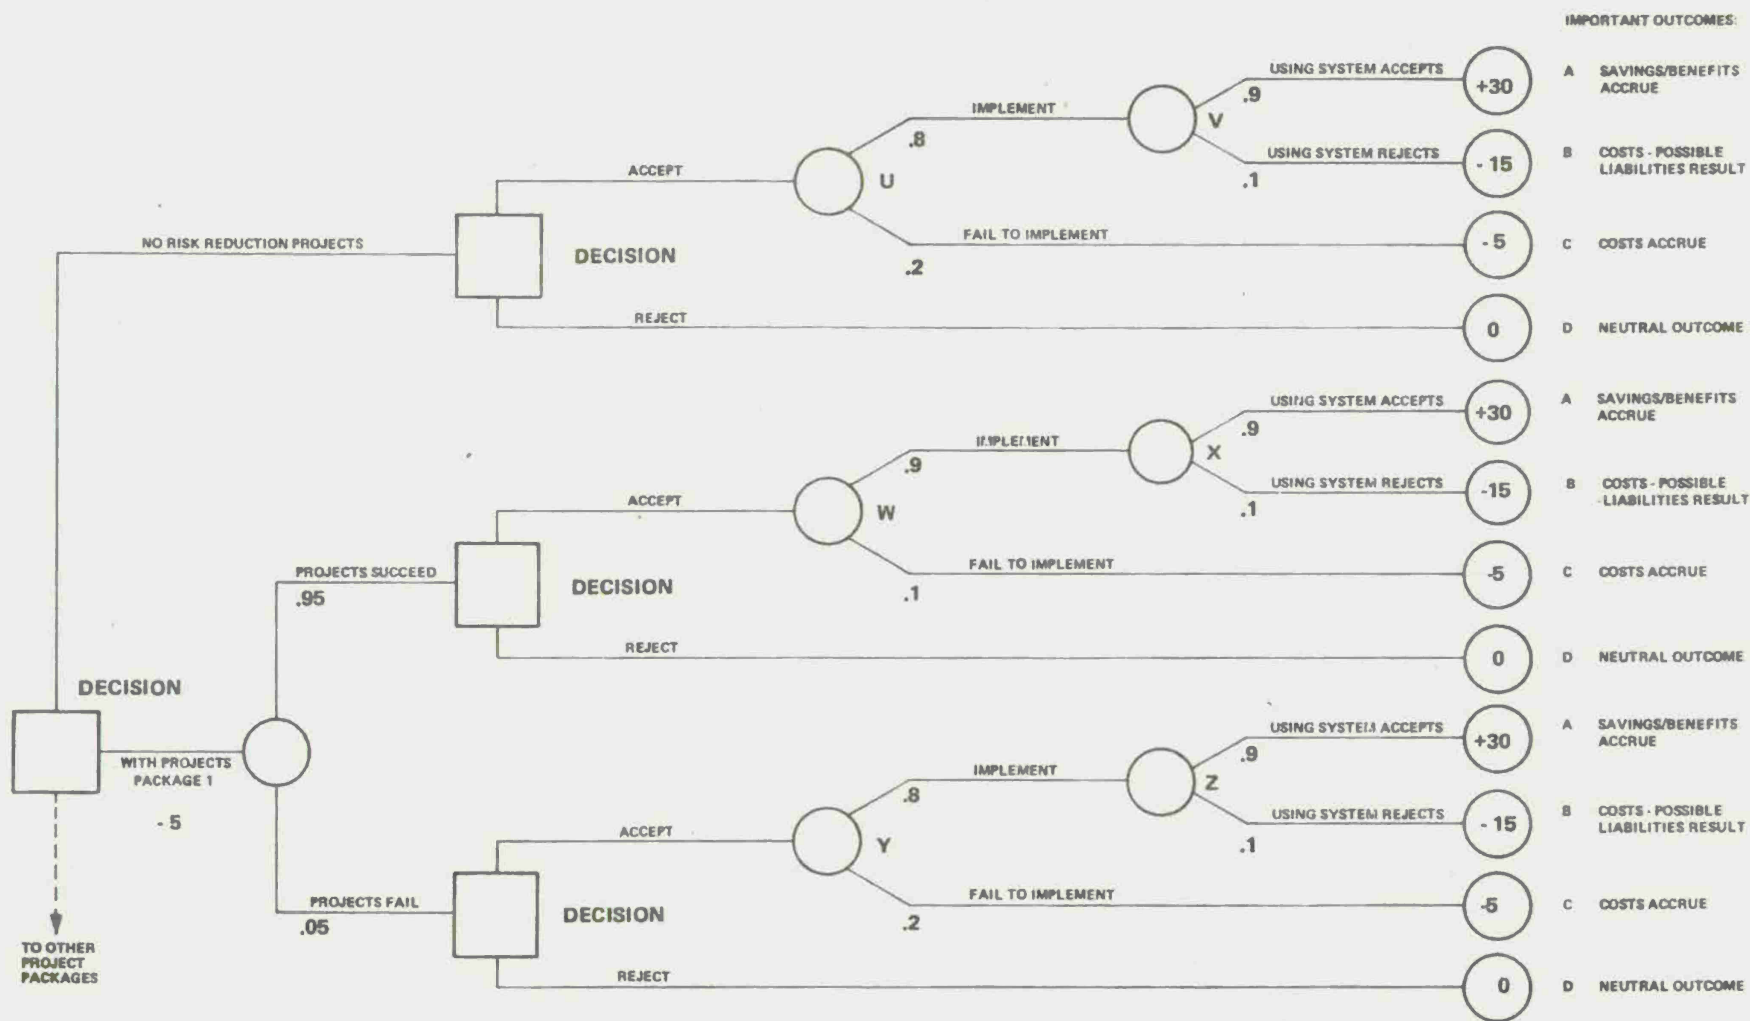 IMPORTANT OUTCOMES:
USING SYSTEM ACCEPTS
.9
+30
A SAVINGS/BENEFITS
ACCRUE
IMPLEMENT
.8
V
USING SYSTEM REJECTS
.1
- 15
B COSTS - POSSIBLE
LIABILITIES RESULT
ACCEPT
U
FAIL TO IMPLEMENT
.2
- 5
C COSTS ACCRUE
NO RISK REDUCTION PROJECTS
DECISION
REJECT
0
D NEUTRAL OUTCOME
USING SYSTEM ACCEPTS
.9
+30
A SAVINGS/BENEFITS
ACCRUE
IMPLEMENT
.9
X
USING SYSTEM REJECTS
.1
-15
B COSTS - POSSIBLE
LIABILITIES RESULT
ACCEPT
W
FAIL TO IMPLEMENT
.1
-5
C COSTS ACCRUE
PROJECTS SUCCEED
.95
DECISION
REJECT
0
D NEUTRAL OUTCOME
DECISION
WITH PROJECTS
PACKAGE 1
- 5
USING SYSTEM ACCEPTS
.9
+30
A SAVINGS/BENEFITS
ACCRUE
IMPLEMENT
.8
Z
USING SYSTEM REJECTS
.1
- 15
B COSTS - POSSIBLE
LIABILITIES RESULT
ACCEPT
Y
FAIL TO IMPLEMENT
.2
-5
C COSTS ACCRUE
PROJECTS FAIL
.05
DECISION
REJECT
0
D NEUTRAL OUTCOME
TO OTHER
PROJECT
PACKAGES